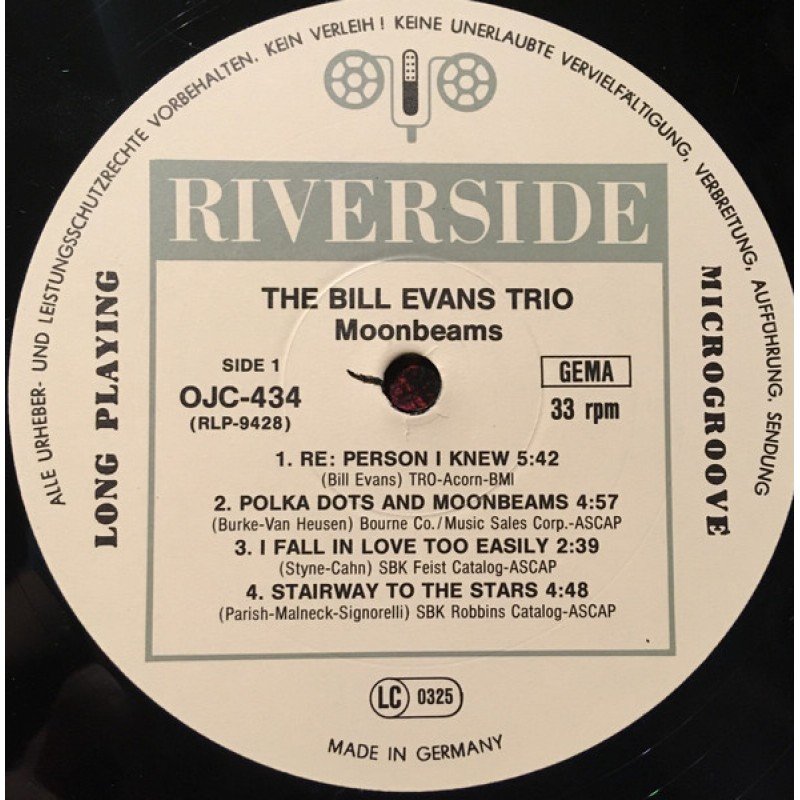 ALLE URHEBER- UND LEISTUNGSSCHUTZRECHTE VORBEHALTEN. KEIN VERLEIH! KEINE UNERLAUBTE VERVIELFÄLTIGUNG, VERBREITUNG, AUFFÜHRUNG, SENDUNG
RIVERSIDE
LONG PLAYING
MICROGROOVE
THE BILL EVANS TRIO
Moonbeams
SIDE 1
OJC-434
(RLP-9428)
GEMA
33 rpm
1. RE: PERSON I KNEW 5:42
(Bill Evans) TRO-Acorn-BMI
2. POLKA DOTS AND MOONBEAMS 4:57
(Burke-Van Heusen) Bourne Co./Music Sales Corp.-ASCAP
3. I FALL IN LOVE TOO EASILY 2:39
(Styne-Cahn) SBK Feist Catalog-ASCAP
4. STAIRWAY TO THE STARS 4:48
(Parish-Malneck-Signorelli) SBK Robbins Catalog-ASCAP
LC 0325
MADE IN GERMANY